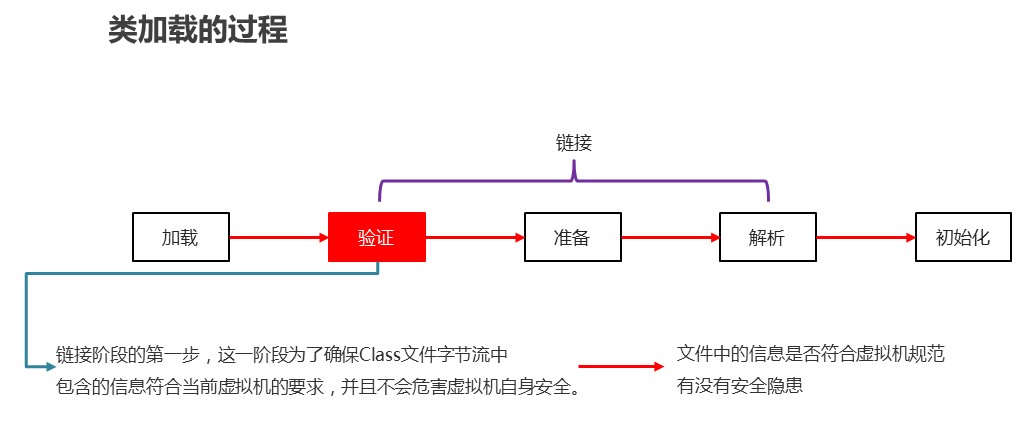 类加载的过程
链接
加载
验证
准备
解析
初始化
链接阶段的第一步，这一阶段为了确保Class文件字节流中
包含的信息符合当前虚拟机的要求，并且不会危害虚拟机自身安全。
文件中的信息是否符合虚拟机规范
有没有安全隐患